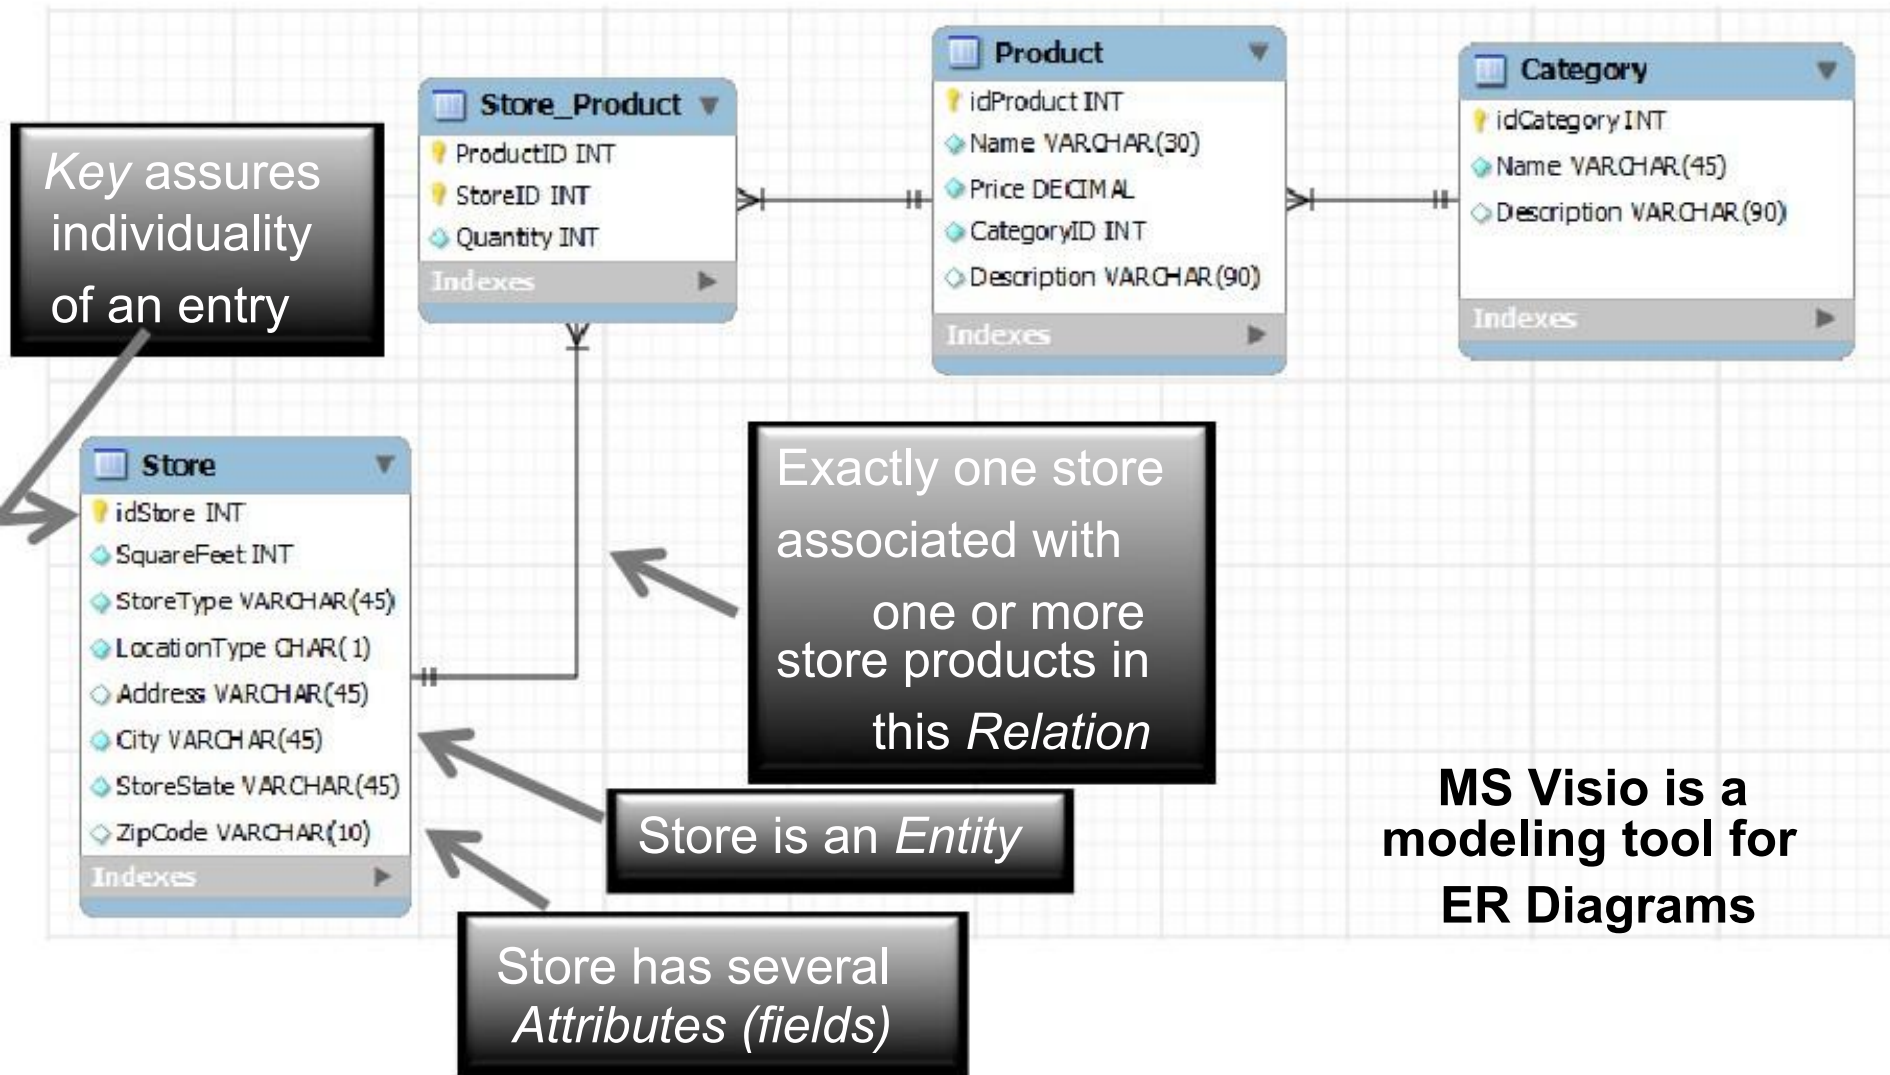 Key assures
individuality
of an entry
Store_Product
ProductID INT
StoreID INT
Quantity INT
Indexes
Product
idProduct INT
Name VARCHAR(30)
Price DECIMAL
CategoryID INT
Description VARCHAR(90)
Indexes
Category
idCategory INT
Name VARCHAR(45)
Description VARCHAR(90)
Indexes
Store
idStore INT
SquareFeet INT
StoreType VARCHAR(45)
LocationType CHAR(1)
Address VARCHAR(45)
City VARCHAR(45)
StoreState VARCHAR(45)
ZipCode VARCHAR(10)
Indexes
Exactly one store
associated with
one or more
store products in
this Relation
Store is an Entity
Store has several
Attributes (fields)
MS Visio is a
modeling tool for
ER Diagrams